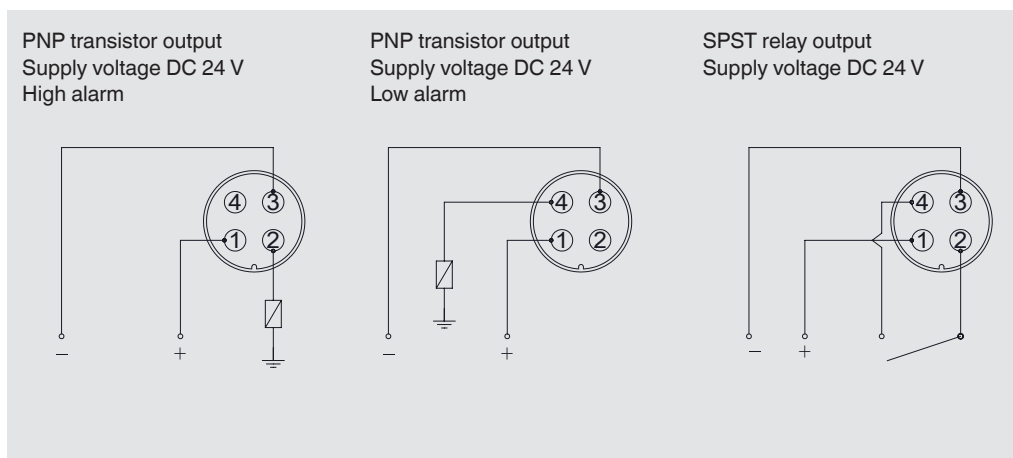 PNP transistor output
Supply voltage DC 24 V
High alarm
4 3
1 2
– +
PNP transistor output
Supply voltage DC 24 V
Low alarm
4 3
1 2
– +
SPST relay output
Supply voltage DC 24 V
4 3
1 2
– +